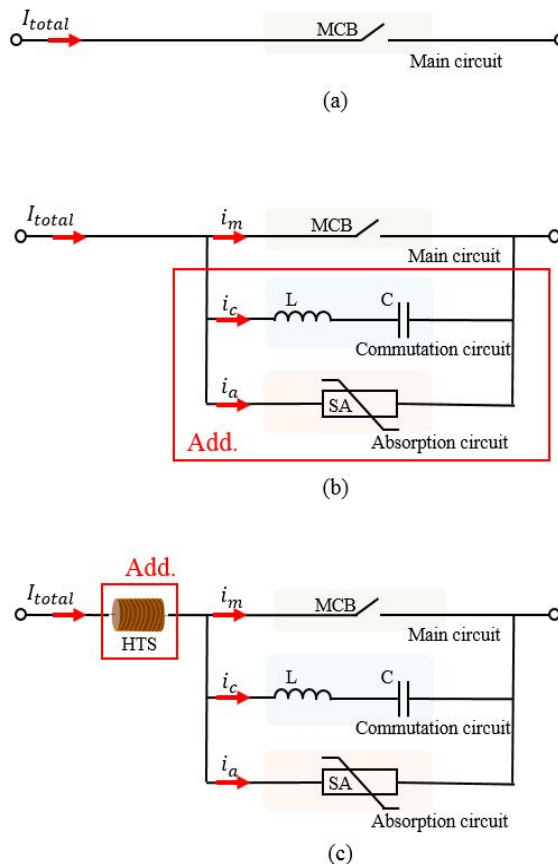 I_total
MCB
Main circuit
(a)
I_total
i_m
MCB
Main circuit
i_c
L
C
Commutation circuit
i_a
SA
Absorption circuit
Add.
(b)
Add.
I_total
i_m
MCB
HTS
Main circuit
i_c
L
C
Commutation circuit
i_a
SA
Absorption circuit
(c)